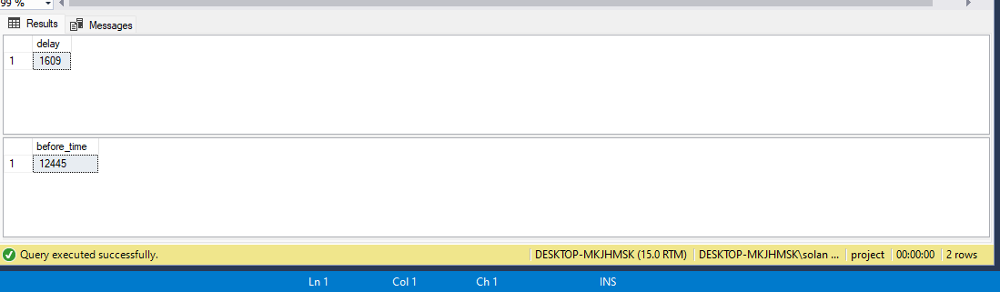 99 %
Results Messages
delay
1 1609
before_time
1 12445
Query executed successfully. DESKTOP-MKJHMSK (15.0 RTM) DESKTOP-MKJHMSK\solan ... project 00:00:00 2 rows
Ln 1 Col 1 Ch 1 INS